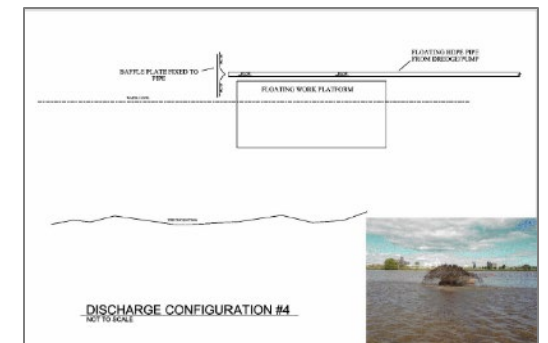 FLOATING HDPE PIPE
FROM DREDGE/PUMP
BAFFLE PLATE FIXED TO
PIPE
FLOATING WORK PLATFORM
DISCHARGE CONFIGURATION #4
NOT TO SCALE